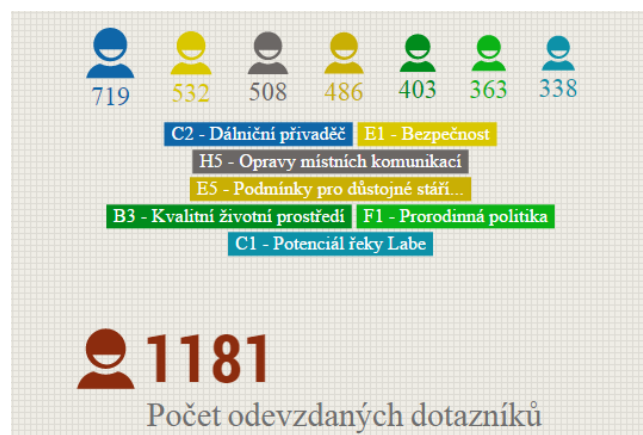 719 532 508 486 403 363 338
C2 - Dálniční přivaděč E1 - Bezpečnost
H5 - Opravy místních komunikací
E5 - Podmínky pro důstojné stáří...
B3 - Kvalitní životní prostředí F1 - Prorodinná politika
C1 - Potenciál řeky Labe
1181
Počet odevzdaných dotazníků